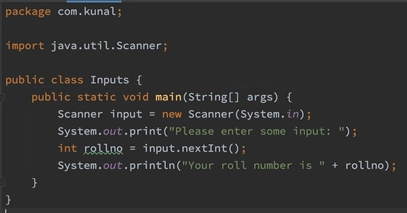 package com.kunal;
import java.util.Scanner;
public class Inputs {
public static void main(String[] args) {
Scanner input = new Scanner(System.in);
System.out.print("Please enter some input: ");
int rollno = input.nextInt();
System.out.println("Your roll number is " + rollno);
}
}